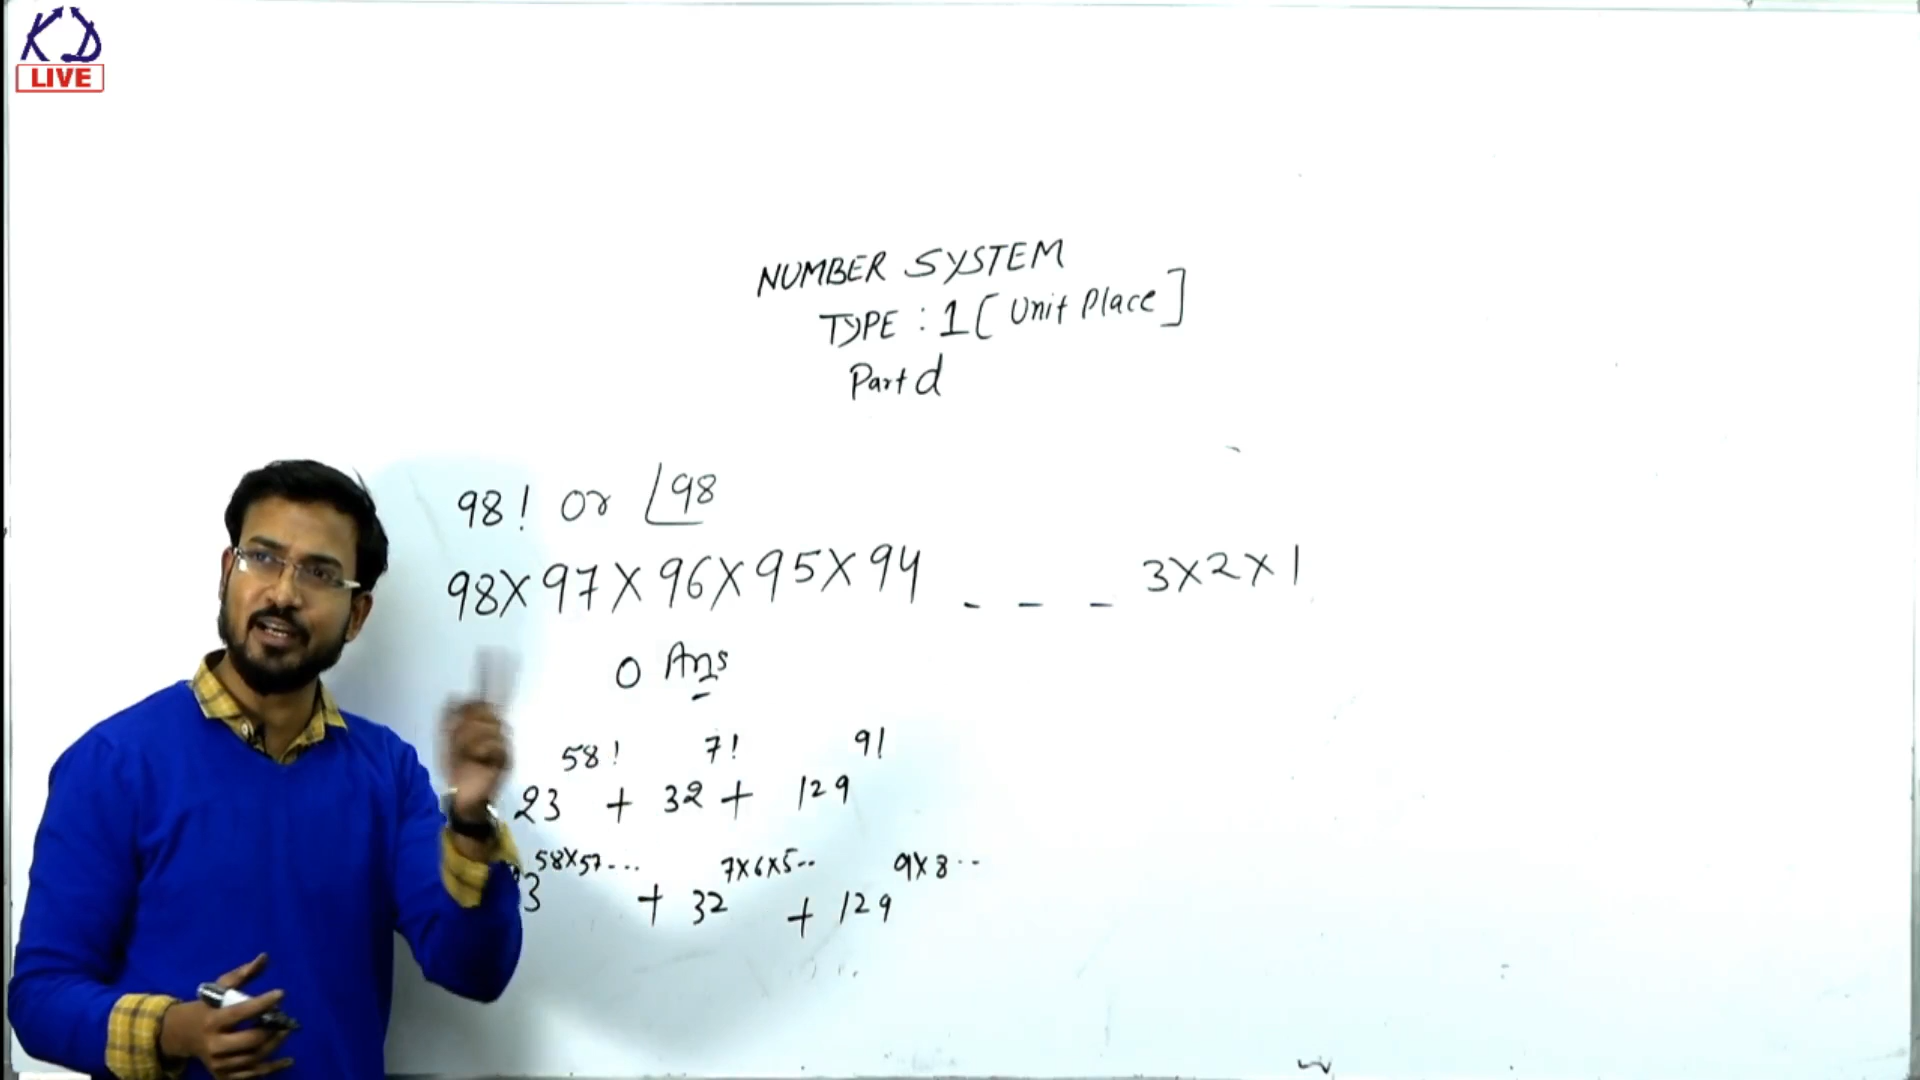 KD
LIVE
NUMBER SYSTEM
TYPE : 1 [ Unit Place ]
Part d
98! or |98
98X97X96X95X94 _ _ _ 3X2X1
0 Ans
58! 7! 9!
23 + 32 + 129
58X57... 7X6X5.. 9X8..
3 + 32 + 129